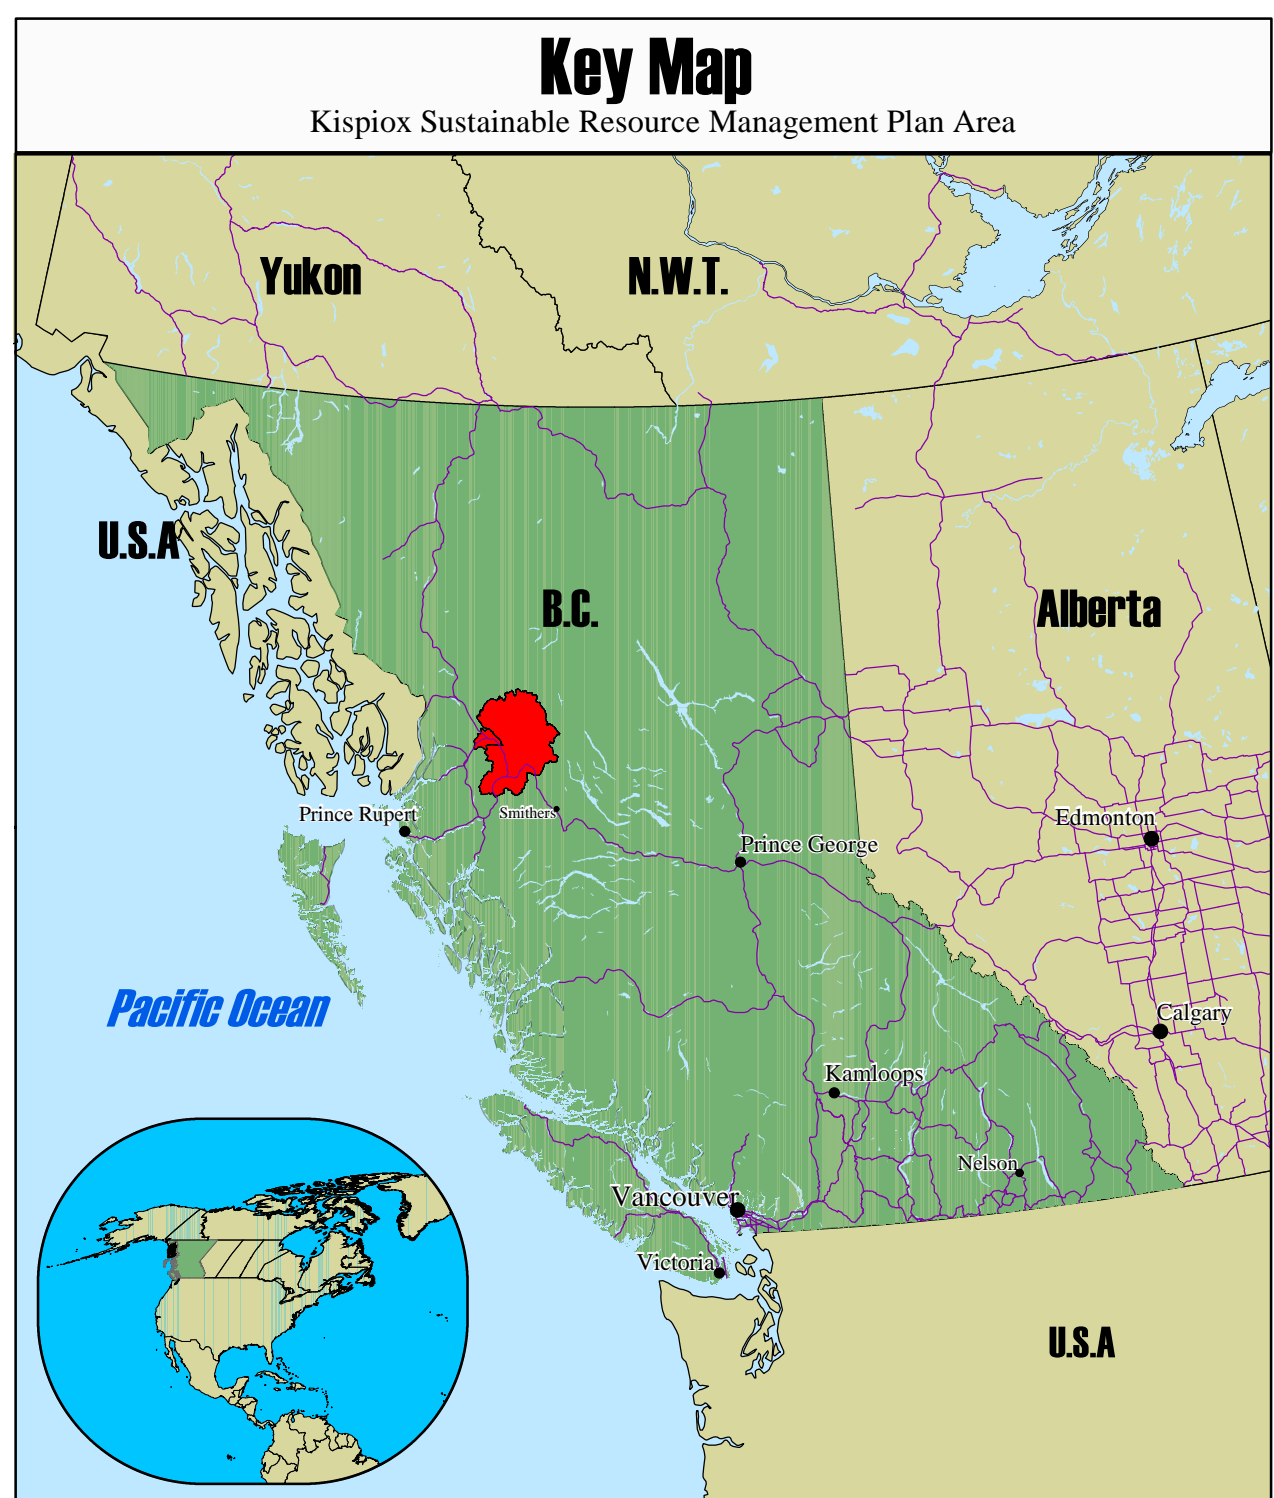 Key Map
Kispiox Sustainable Resource Management Plan Area
Yukon
N.W.T.
U.S.A
B.C.
Alberta
Prince Rupert
Smithers
Edmonton
Prince George
Pacific Ocean
Calgary
Kamloops
Nelson
Vancouver
Victoria
U.S.A